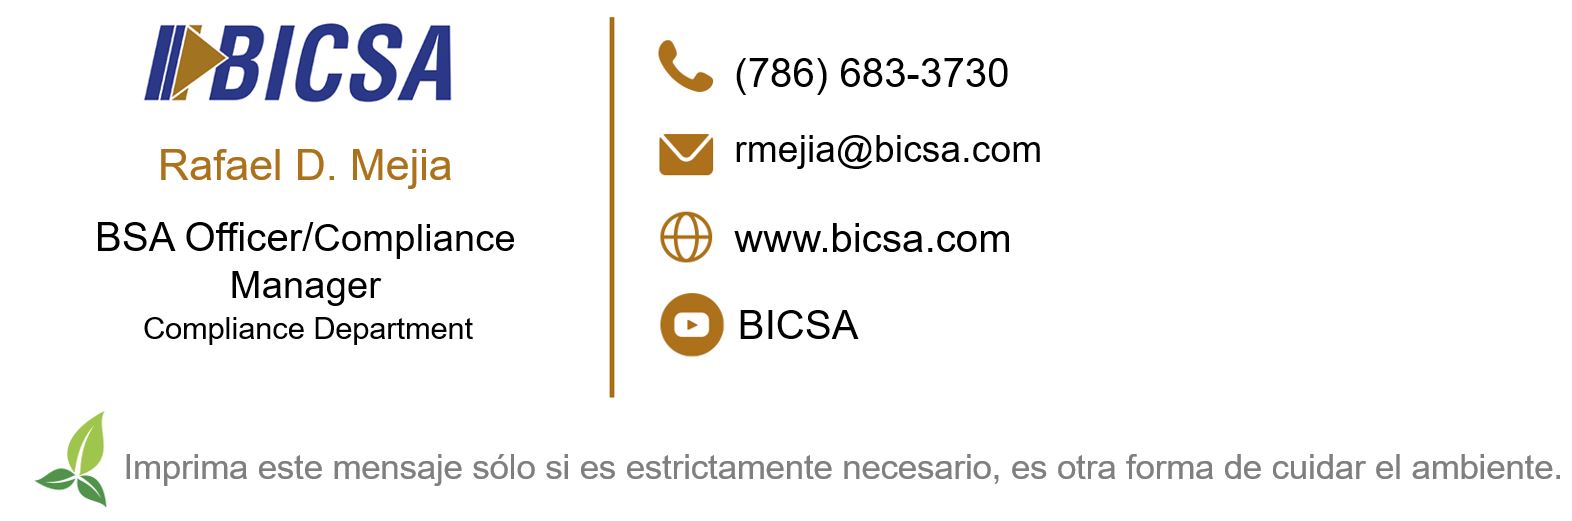 BICSA
Rafael D. Mejia
BSA Officer/Compliance
Manager
Compliance Department
(786) 683-3730
rmejia@bicsa.com
www.bicsa.com
BICSA
Imprima este mensaje sólo si es estrictamente necesario, es otra forma de cuidar el ambiente.